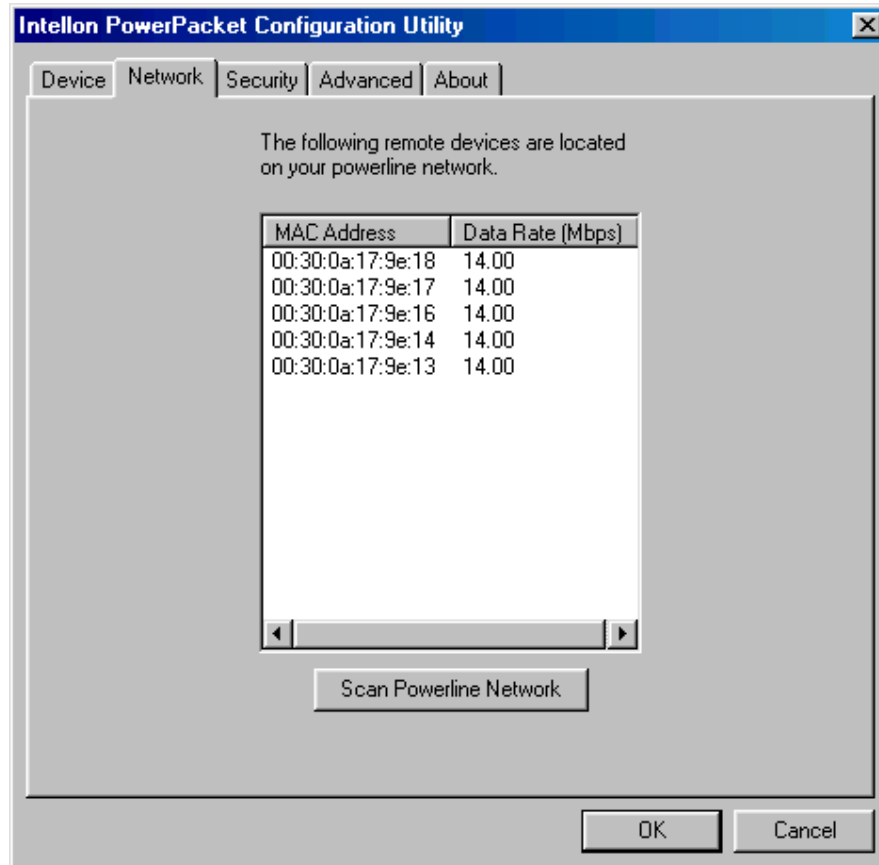 Intellon PowerPacket Configuration Utility
Device Network Security Advanced About
The following remote devices are located
on your powerline network.
MAC Address Data Rate (Mbps)
00:30:0a:17:9e:18 14.00
00:30:0a:17:9e:17 14.00
00:30:0a:17:9e:16 14.00
00:30:0a:17:9e:14 14.00
00:30:0a:17:9e:13 14.00
Scan Powerline Network
OK Cancel